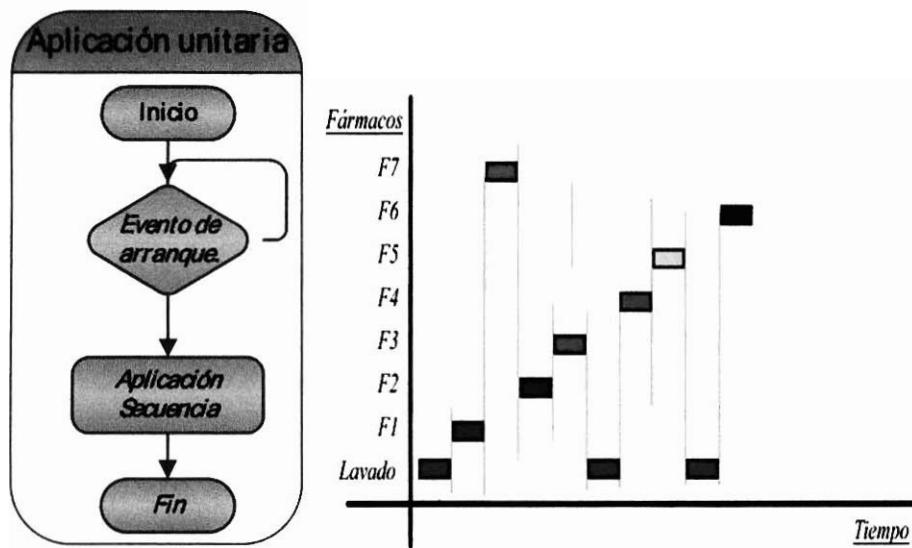 Aplicación unitaria
Inicio
Evento de
arranque.
Aplicación
Secuencia
Fin
Fármacos
F7
F6
F5
F4
F3
F2
F1
Lavado
Tiempo